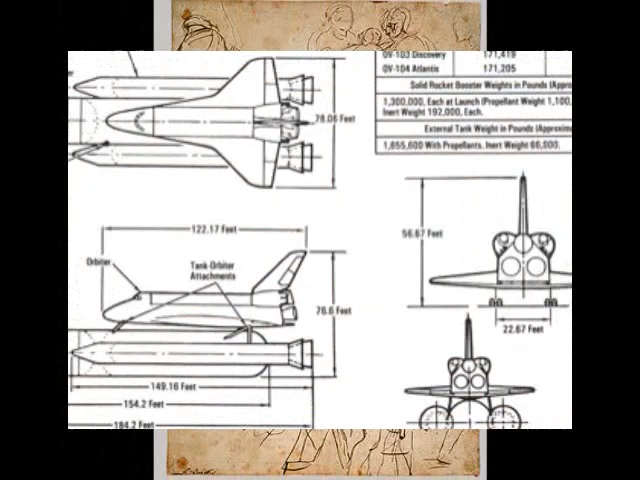 OV-103 Discovery 171,419
OV-104 Atlantis 171,205
Solid Rocket Booster Weights in Pounds
1,300,000, Each at Launch (Propellant Weight 1,100,
Inert Weight 192,000, Each.
External Tank Weight in Pounds
1,655,600 With Propellants. Inert Weight 66,000.
78.06 Feet
122.17 Feet
56.67 Feet
Orbiter
Tank-Orbiter
Attachments
76.6 Feet
22.67 Feet
149.16 Feet
154.2 Feet
184.2 Feet